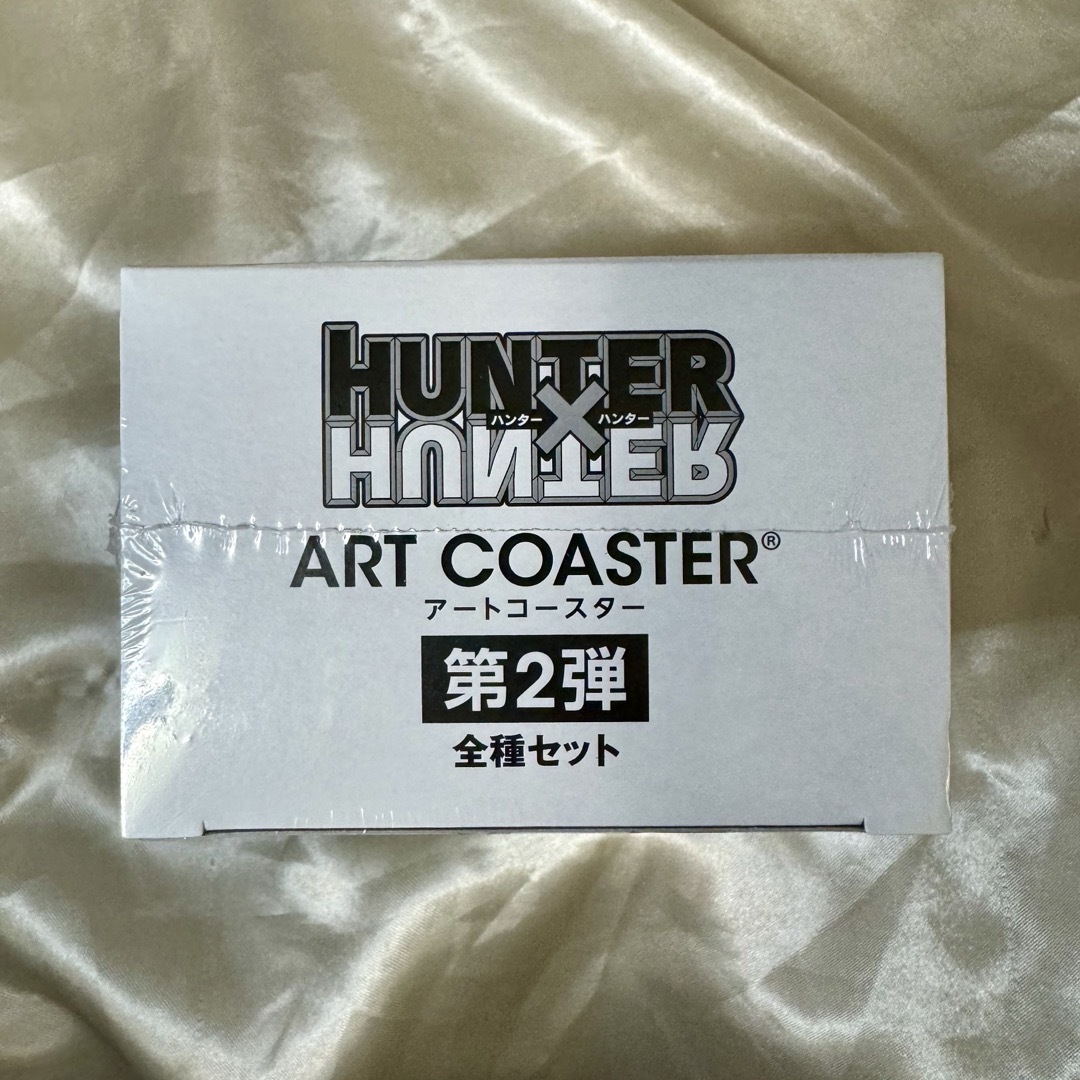 HUNTER
ハンター × ハンター
HUNTER
ART COASTER®
アートコースター
第2弾
全種セット